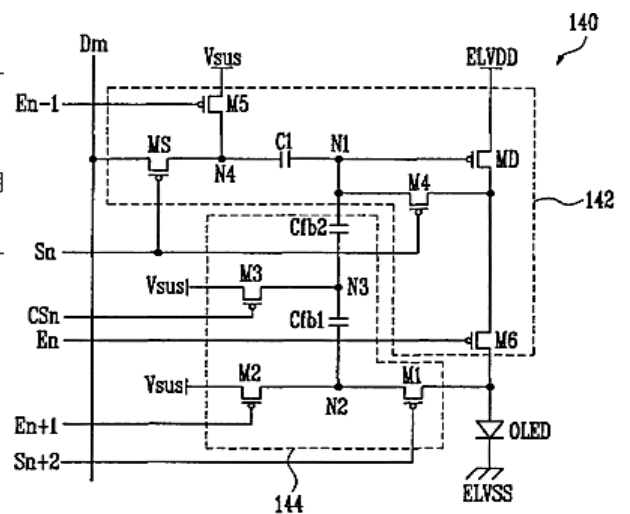 140
Dm
Vsus
ELVDD
En-1
M5
MS
C1
N1
MD
N4
M4
142
Cfb2
Sn
M3
Vsus
N3
CSn
Cfb1
En
M6
Vsus
M2
M1
N2
En+1
OLED
Sn+2
144
ELVSS